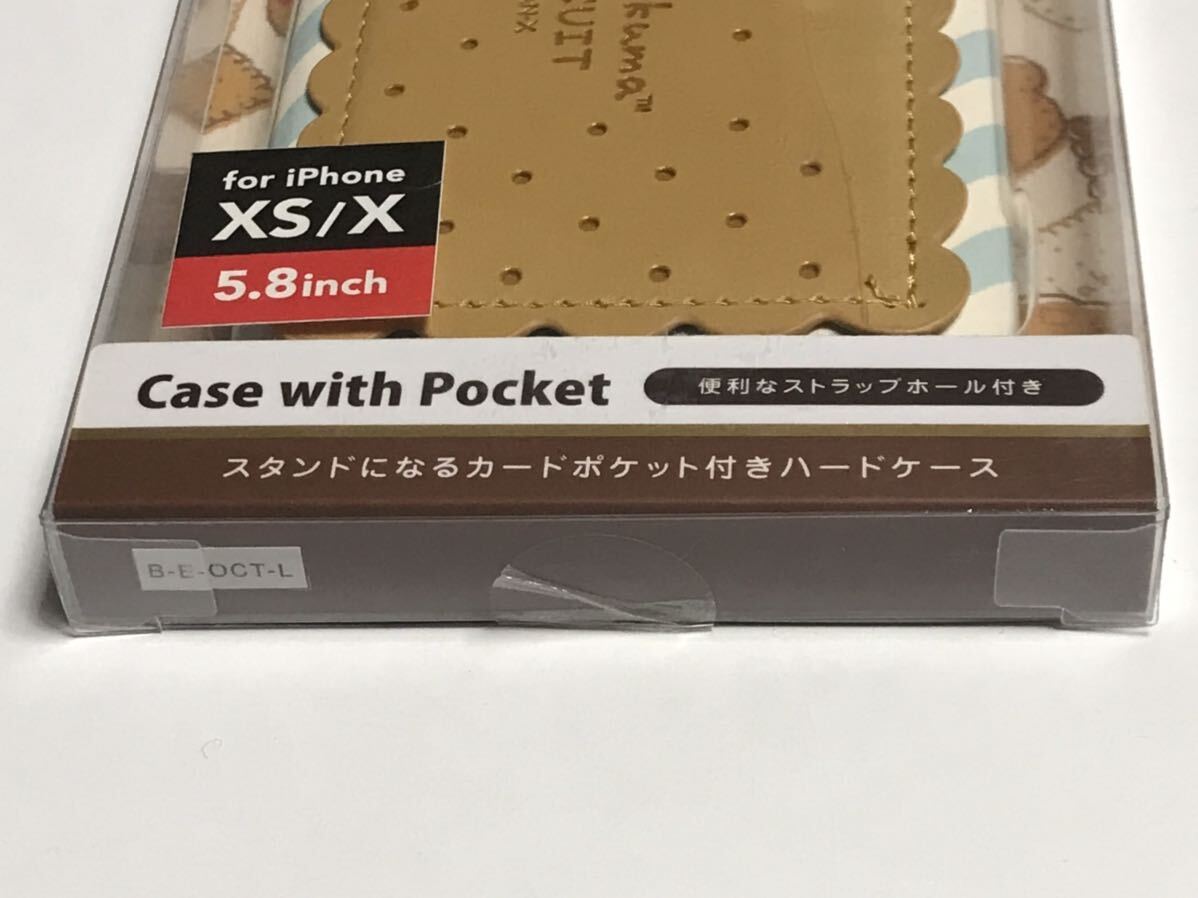 kuma™
UIT
N-X
for iPhone
XS/X
5.8inch
Case with Pocket
便利なストラップホール付き
スタンドになるカードポケット付きハードケース
B-E-OCT-L